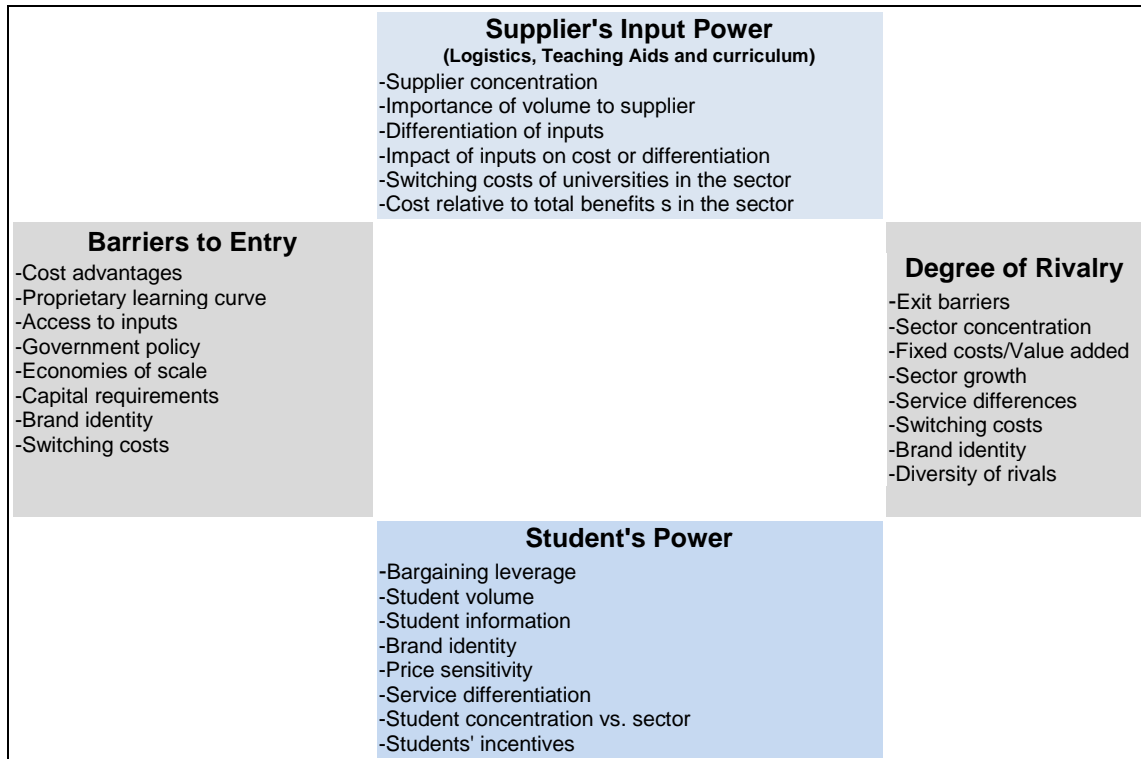 Supplier's Input Power
(Logistics, Teaching Aids and curriculum)
-Supplier concentration
-Importance of volume to supplier
-Differentiation of inputs
-Impact of inputs on cost or differentiation
-Switching costs of universities in the sector
-Cost relative to total benefits s in the sector
Barriers to Entry
-Cost advantages
-Proprietary learning curve
-Access to inputs
-Government policy
-Economies of scale
-Capital requirements
-Brand identity
-Switching costs
Degree of Rivalry
-Exit barriers
-Sector concentration
-Fixed costs/Value added
-Sector growth
-Service differences
-Switching costs
-Brand identity
-Diversity of rivals
Student's Power
-Bargaining leverage
-Student volume
-Student information
-Brand identity
-Price sensitivity
-Service differentiation
-Student concentration vs. sector
-Students' incentives